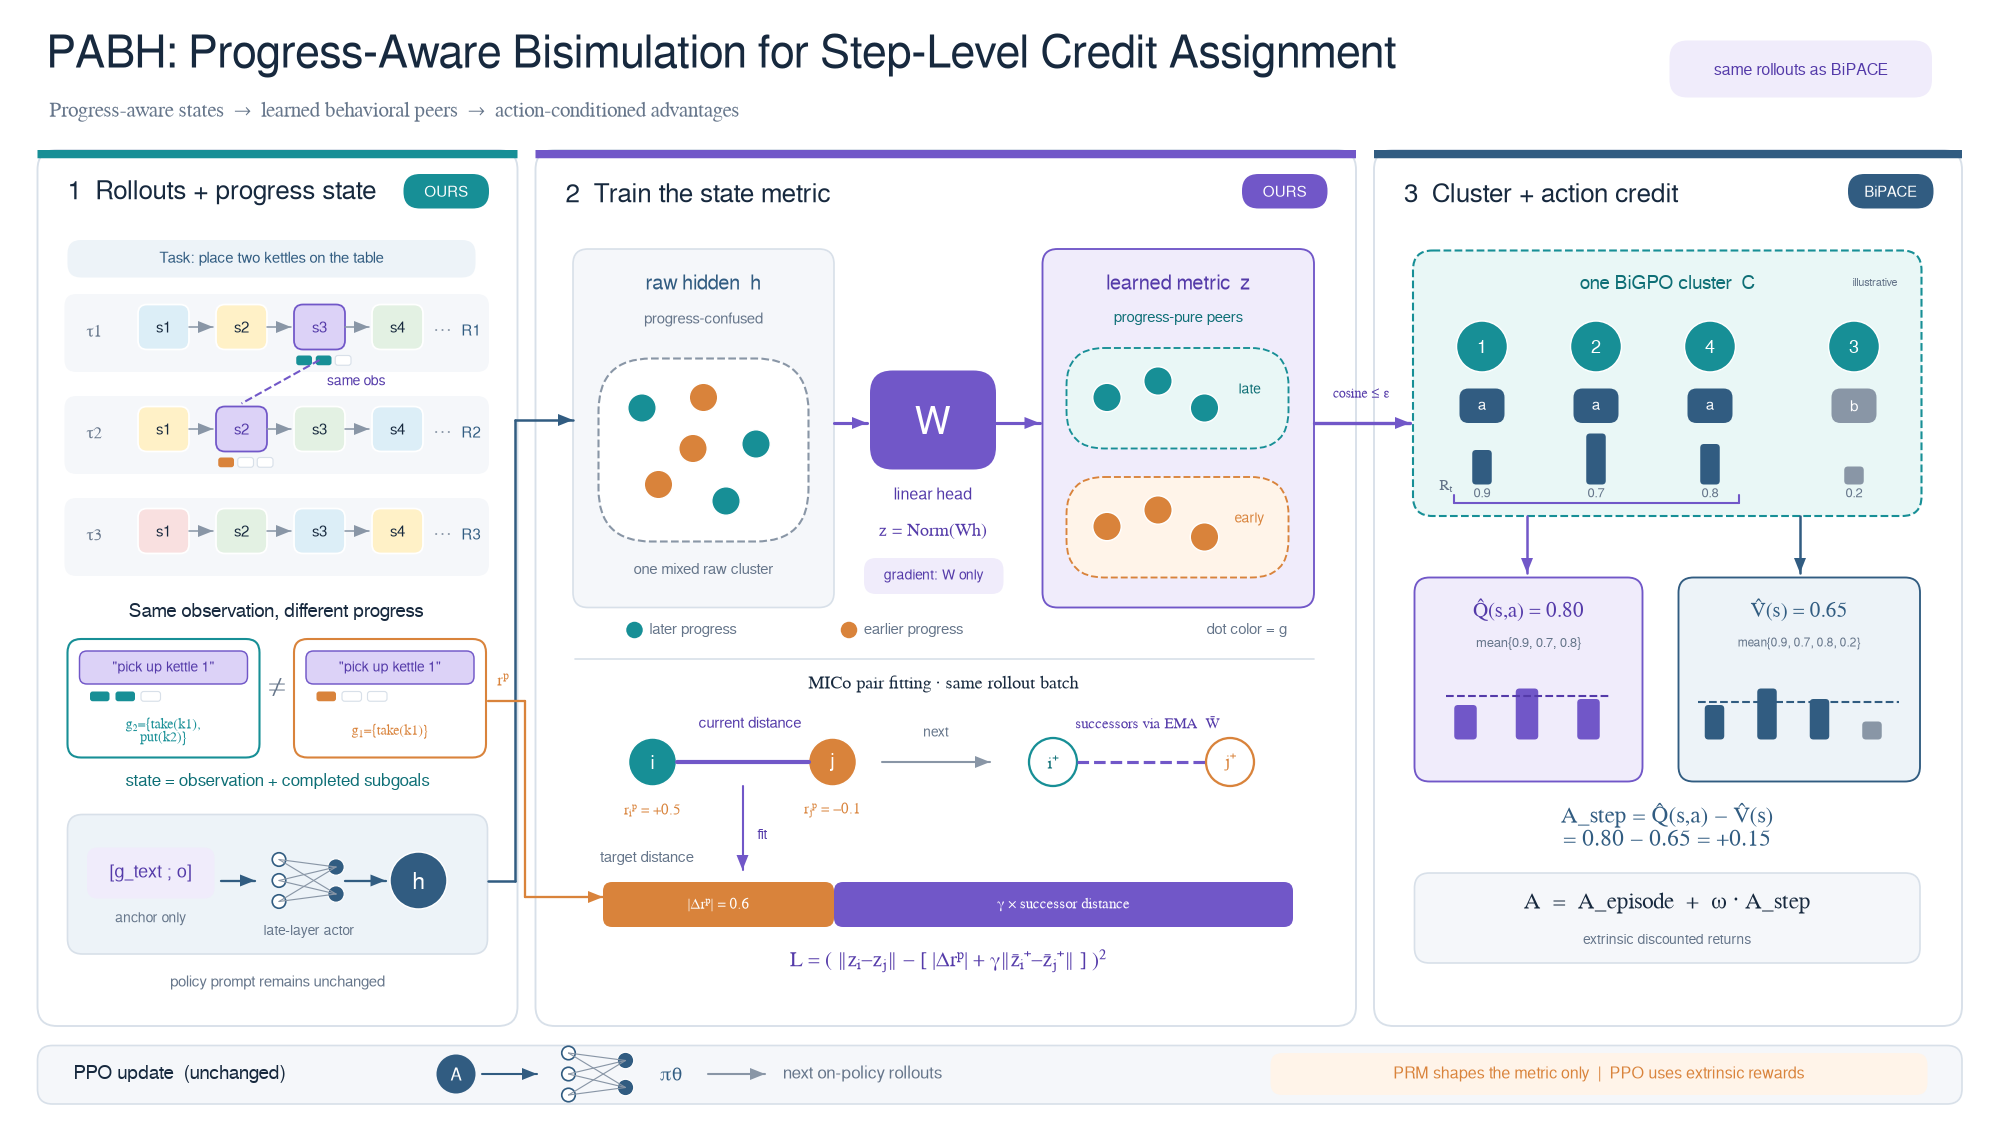 PABH: Progress-Aware Bisimulation for Step-Level Credit Assignment
same rollouts as BiPACE
Progress-aware states → learned behavioral peers → action-conditioned advantages
1 Rollouts + progress state
OURS
Task: place two kettles on the table
τ1 s1 s2 s3 s4 ··· R1
same obs
τ2 s1 s2 s3 s4 ··· R2
τ3 s1 s2 s3 s4 ··· R3
Same observation, different progress
"pick up kettle 1" ≠ "pick up kettle 1"
g₂={take(k1),
put(k2)}
g₁={take(k1)}
state = observation + completed subgoals
[g_text ; o]
h
anchor only
late-layer actor
policy prompt remains unchanged
rᵖ
2 Train the state metric
OURS
raw hidden h
progress-confused
one mixed raw cluster
W
linear head
z = Norm(Wh)
gradient: W only
learned metric z
progress-pure peers
late
early
later progress
earlier progress
dot color = g
MICo pair fitting · same rollout batch
current distance
next
successors via EMA W̄
i
j
i⁺
j⁺
rᵢᵖ = +0.5
rⱼᵖ = −0.1
fit
target distance
|Δrᵖ| = 0.6
γ × successor distance
L = ( ‖zᵢ−zⱼ‖ − [ |Δrᵖ| + γ‖z̄ᵢ⁺−z̄ⱼ⁺‖ ] )²
cosine ≤ ε
3 Cluster + action credit
BiPACE
one BiGPO cluster C
illustrative
1 2 4 3
a a a b
Rₜ 0.9 0.7 0.8 0.2
Q̂(s,a) = 0.80
mean{0.9, 0.7, 0.8}
V̂(s) = 0.65
mean{0.9, 0.7, 0.8, 0.2}
A_step = Q̂(s,a) − V̂(s)
= 0.80 − 0.65 = +0.15
A = A_episode + ω · A_step
extrinsic discounted returns
PPO update (unchanged)
A
πθ
next on-policy rollouts
PRM shapes the metric only | PPO uses extrinsic rewards